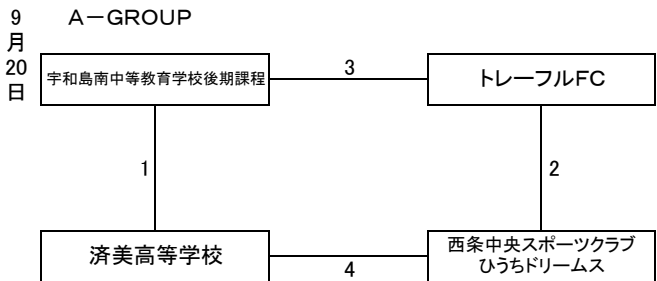 9月20日
A－GROUP
宇和島南中等教育学校後期課程
3
トレーフルFC
1
2
済美高等学校
4
西条中央スポーツクラブ
ひうちドリームス